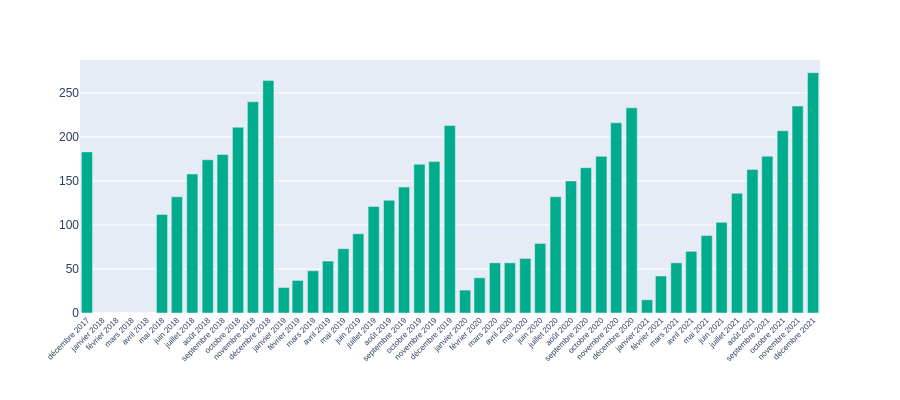 250
200
150
100
50
0
décembre 2017
janvier 2018
février 2018
mars 2018
avril 2018
mai 2018
juin 2018
juillet 2018
août 2018
septembre 2018
octobre 2018
novembre 2018
décembre 2018
janvier 2019
février 2019
mars 2019
avril 2019
mai 2019
juin 2019
juillet 2019
août 2019
septembre 2019
octobre 2019
novembre 2019
décembre 2019
janvier 2020
février 2020
mars 2020
avril 2020
mai 2020
juin 2020
juillet 2020
août 2020
septembre 2020
octobre 2020
novembre 2020
décembre 2020
janvier 2021
février 2021
mars 2021
avril 2021
mai 2021
juin 2021
juillet 2021
août 2021
septembre 2021
octobre 2021
novembre 2021
décembre 2021